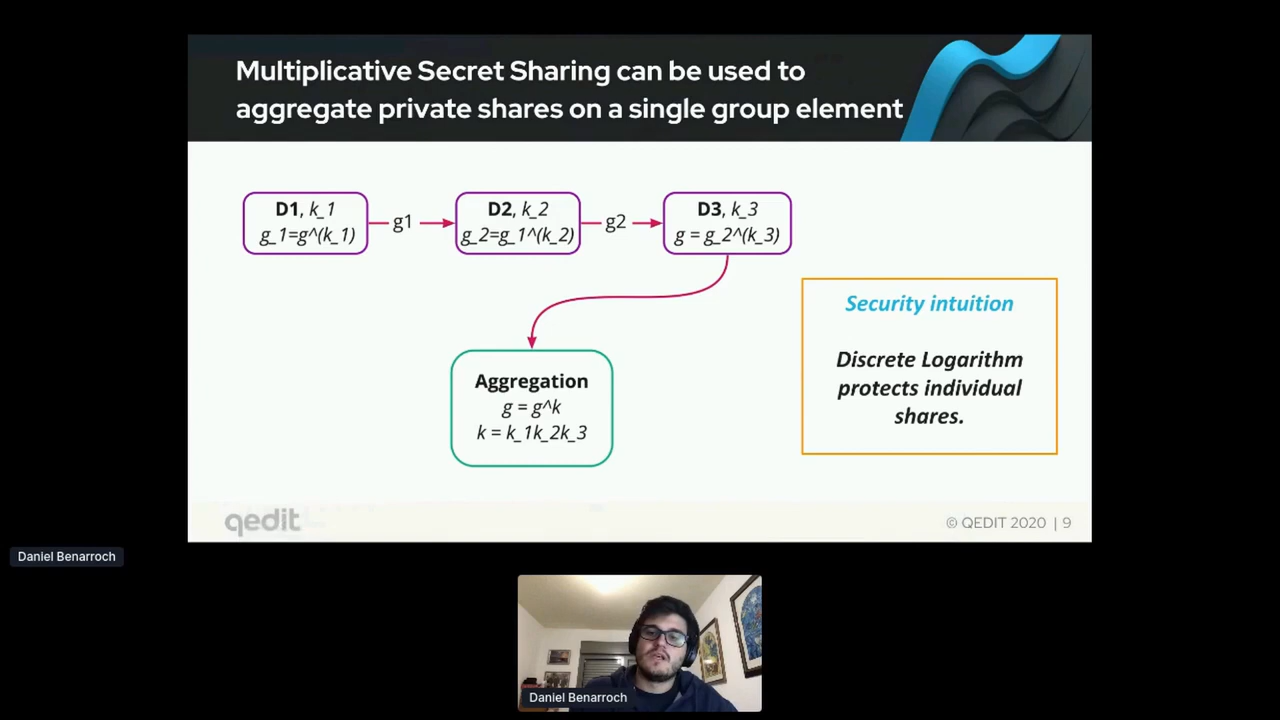 Multiplicative Secret Sharing can be used to
aggregate private shares on a single group element
D1, k_1
g_1=g^(k_1)
g1
D2, k_2
g_2=g_1^(k_2)
g2
D3, k_3
g = g_2^(k_3)
Security intuition
Discrete Logarithm
protects individual
shares.
Aggregation
g = g^k
k = k_1k_2k_3
qedit
© QEDIT 2020 | 9
Daniel Benarroch
Daniel Benarroch